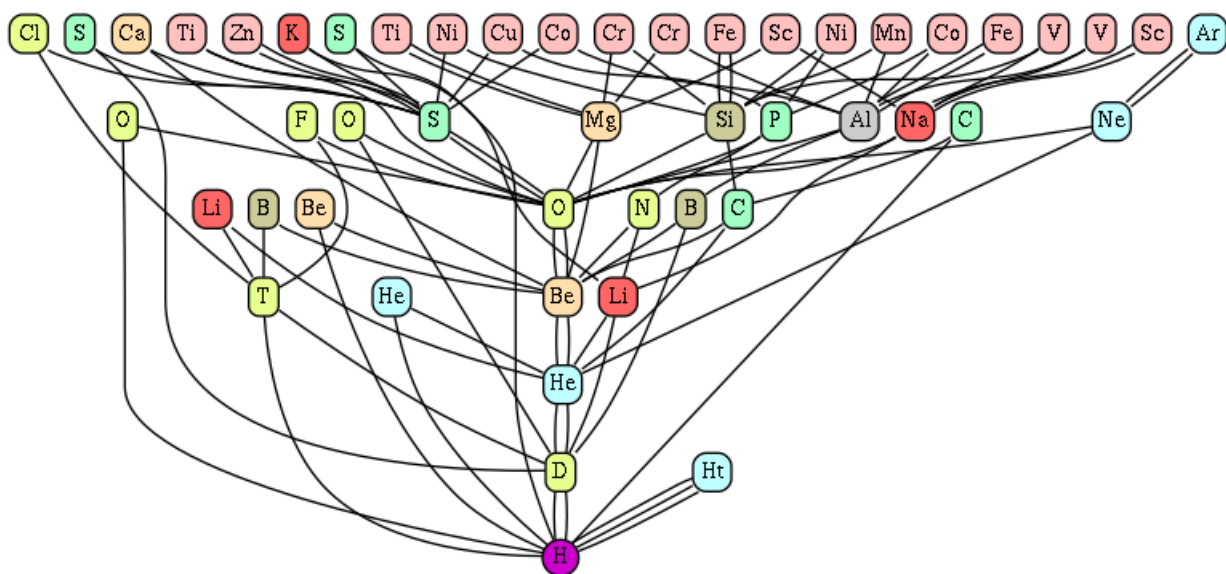 Cl S Ca Ti Zn K S Ti Ni Cu Co Cr Cr Fe Sc Ni Mn Co Fe V V Sc Ar
O F O S Mg Si P Al Na C Ne
Li B Be O N B C
T He Be Li
He
D Ht
H